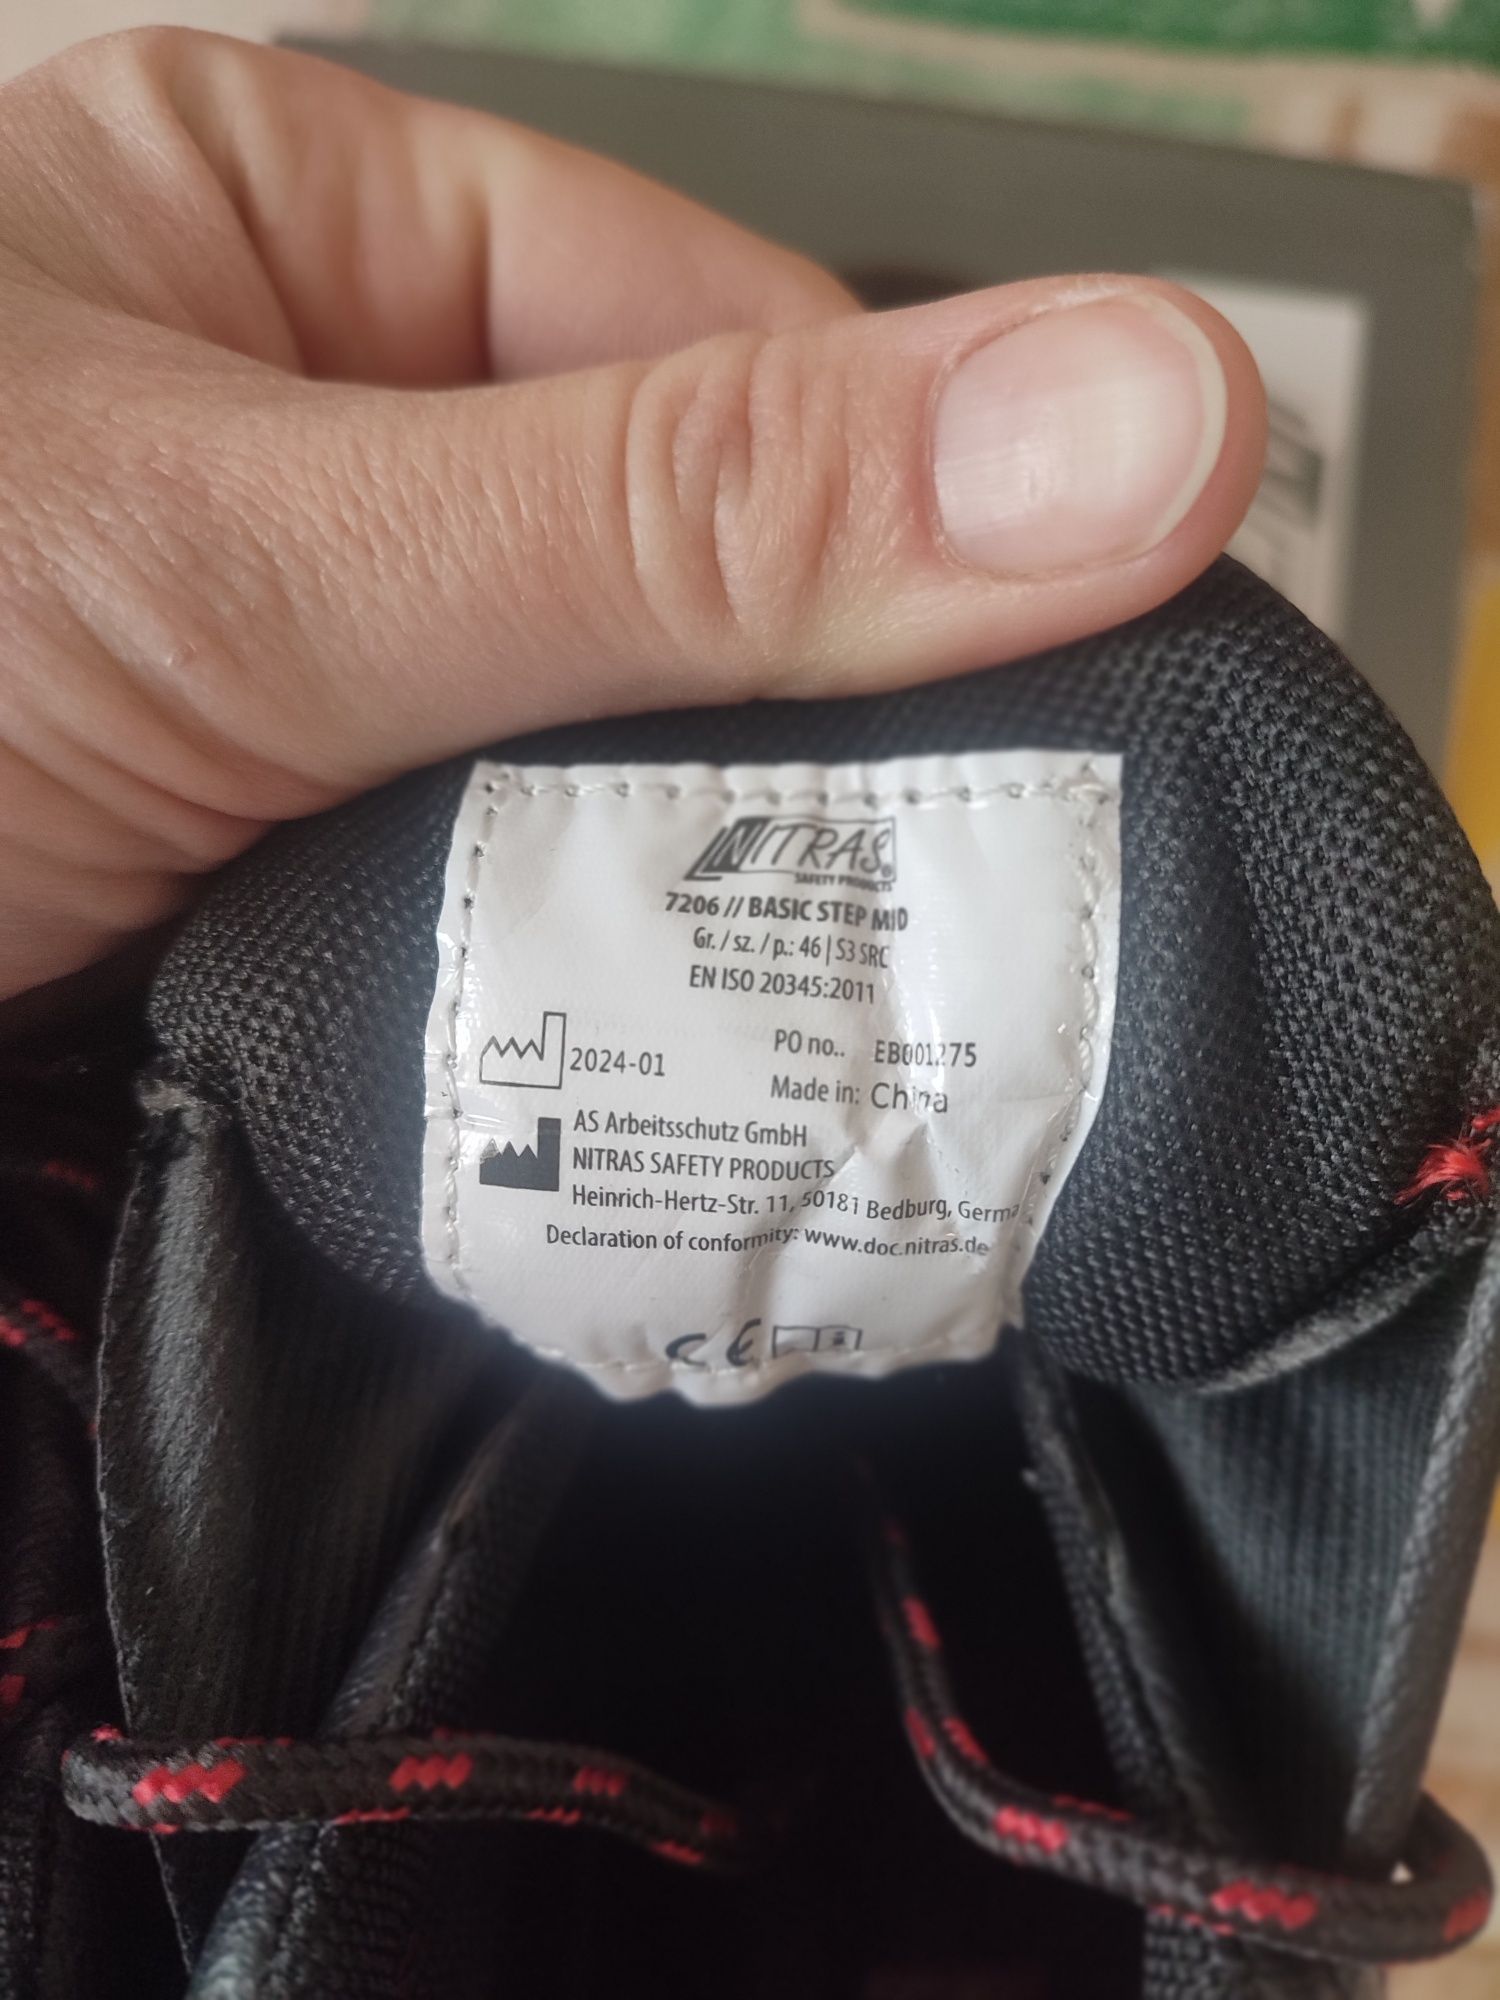 NITRAS
SAFETY PRODUCTS
7206 // BASIC STEP MID
Gr. / sz. / p.: 46 | S3 SRC
EN ISO 20345:2011
2024-01
PO no.. EB001275
Made in: China
AS Arbeitsschutz GmbH
NITRAS SAFETY PRODUCTS
Heinrich-Hertz-Str. 11, 50181 Bedburg, Germa
Declaration of conformity: www.doc.nitras.de
CE